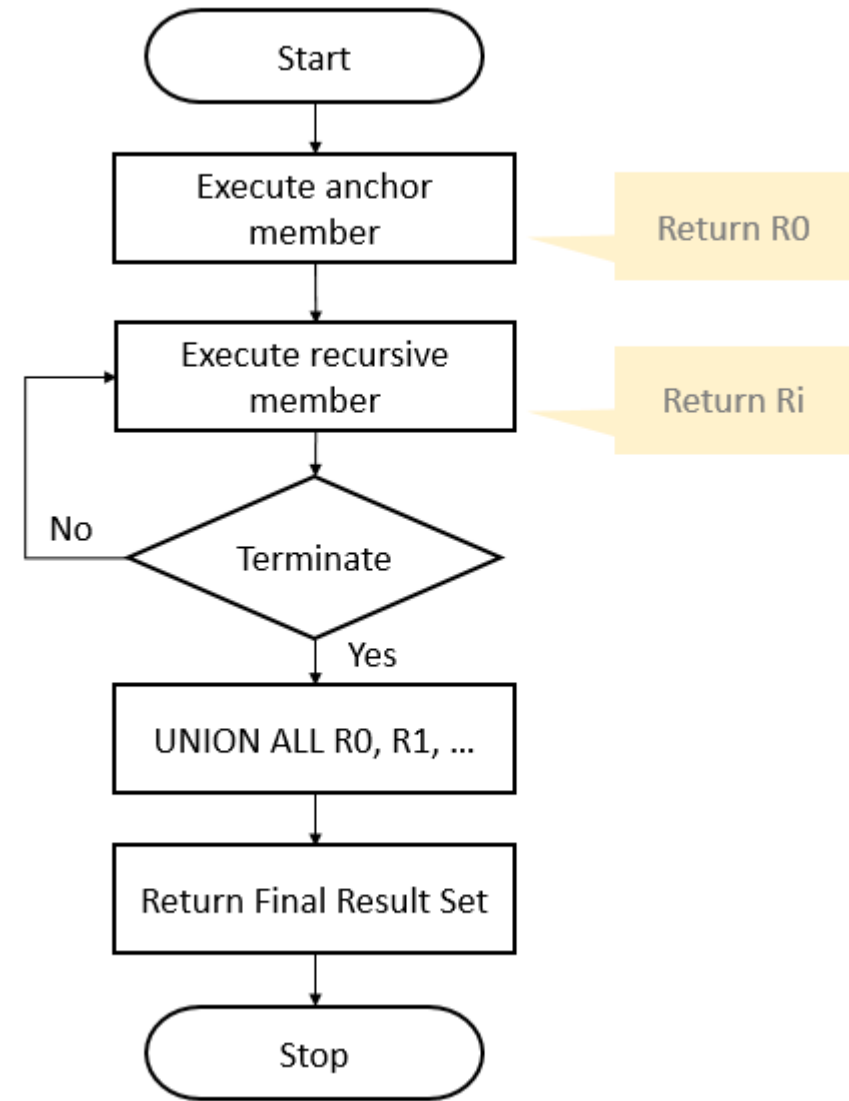 Start
Execute anchor
member
Return R0
Execute recursive
member
Return Ri
No
Terminate
Yes
UNION ALL R0, R1, ...
Return Final Result Set
Stop